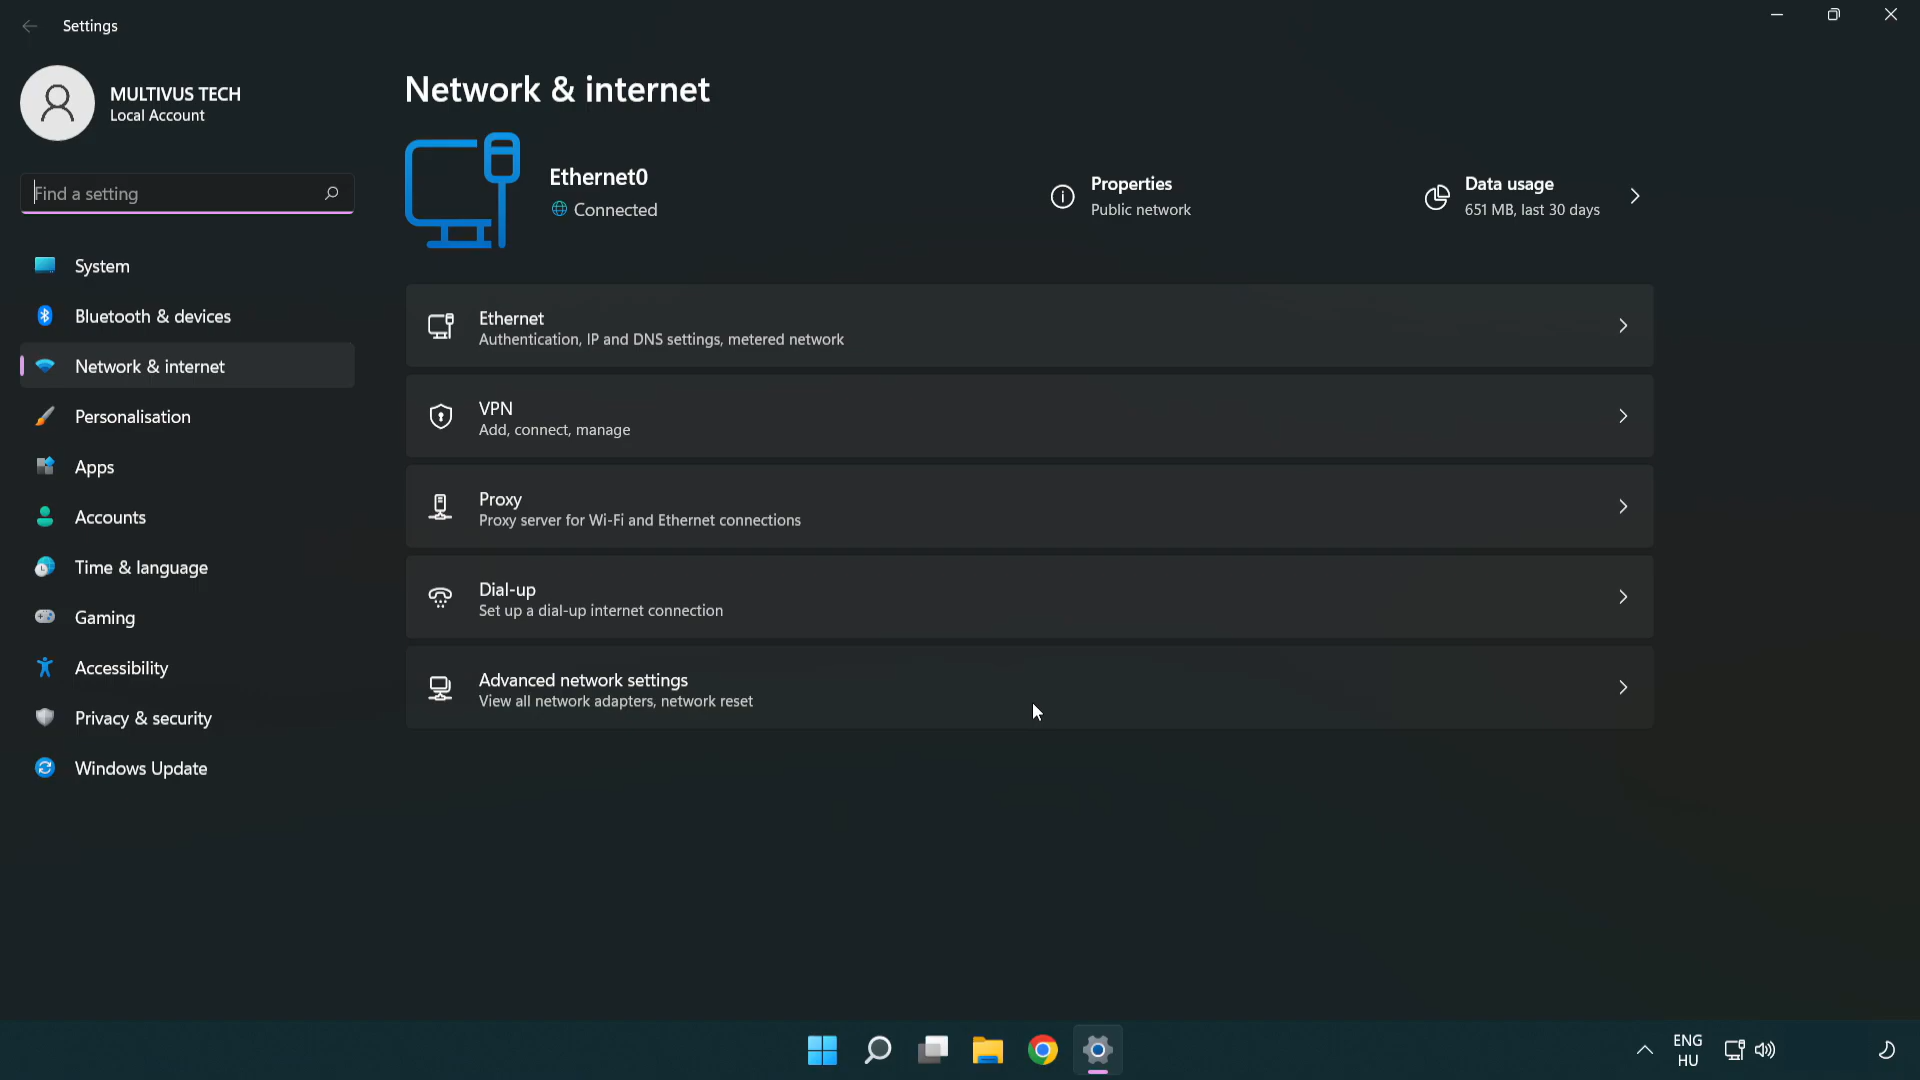 Settings
MULTIVUS TECH
Local Account
Find a setting
System
Bluetooth & devices
Network & internet
Personalisation
Apps
Accounts
Time & language
Gaming
Accessibility
Privacy & security
Windows Update
Network & internet
Ethernet0
Connected
Properties
Public network
Data usage
651 MB, last 30 days
Ethernet
Authentication, IP and DNS settings, metered network
VPN
Add, connect, manage
Proxy
Proxy server for Wi-Fi and Ethernet connections
Dial-up
Set up a dial-up internet connection
Advanced network settings
View all network adapters, network reset
ENG
HU